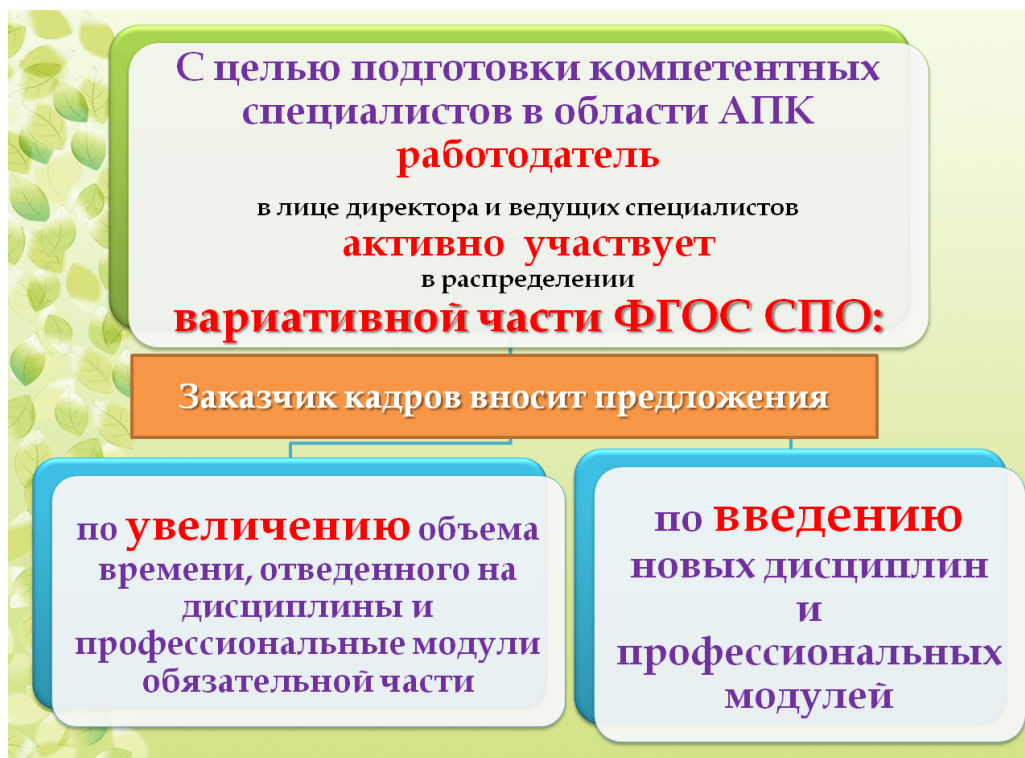 С целью подготовки компетентных
специалистов в области АПК
работодатель
в лице директора и ведущих специалистов
активно участвует
в распределении
вариативной части ФГОС СПО:
Заказчик кадров вносит предложения
по увеличению объема
времени, отведенного на
дисциплины и
профессиональные модули
обязательной части
по введению
новых дисциплин
и
профессиональных
модулей